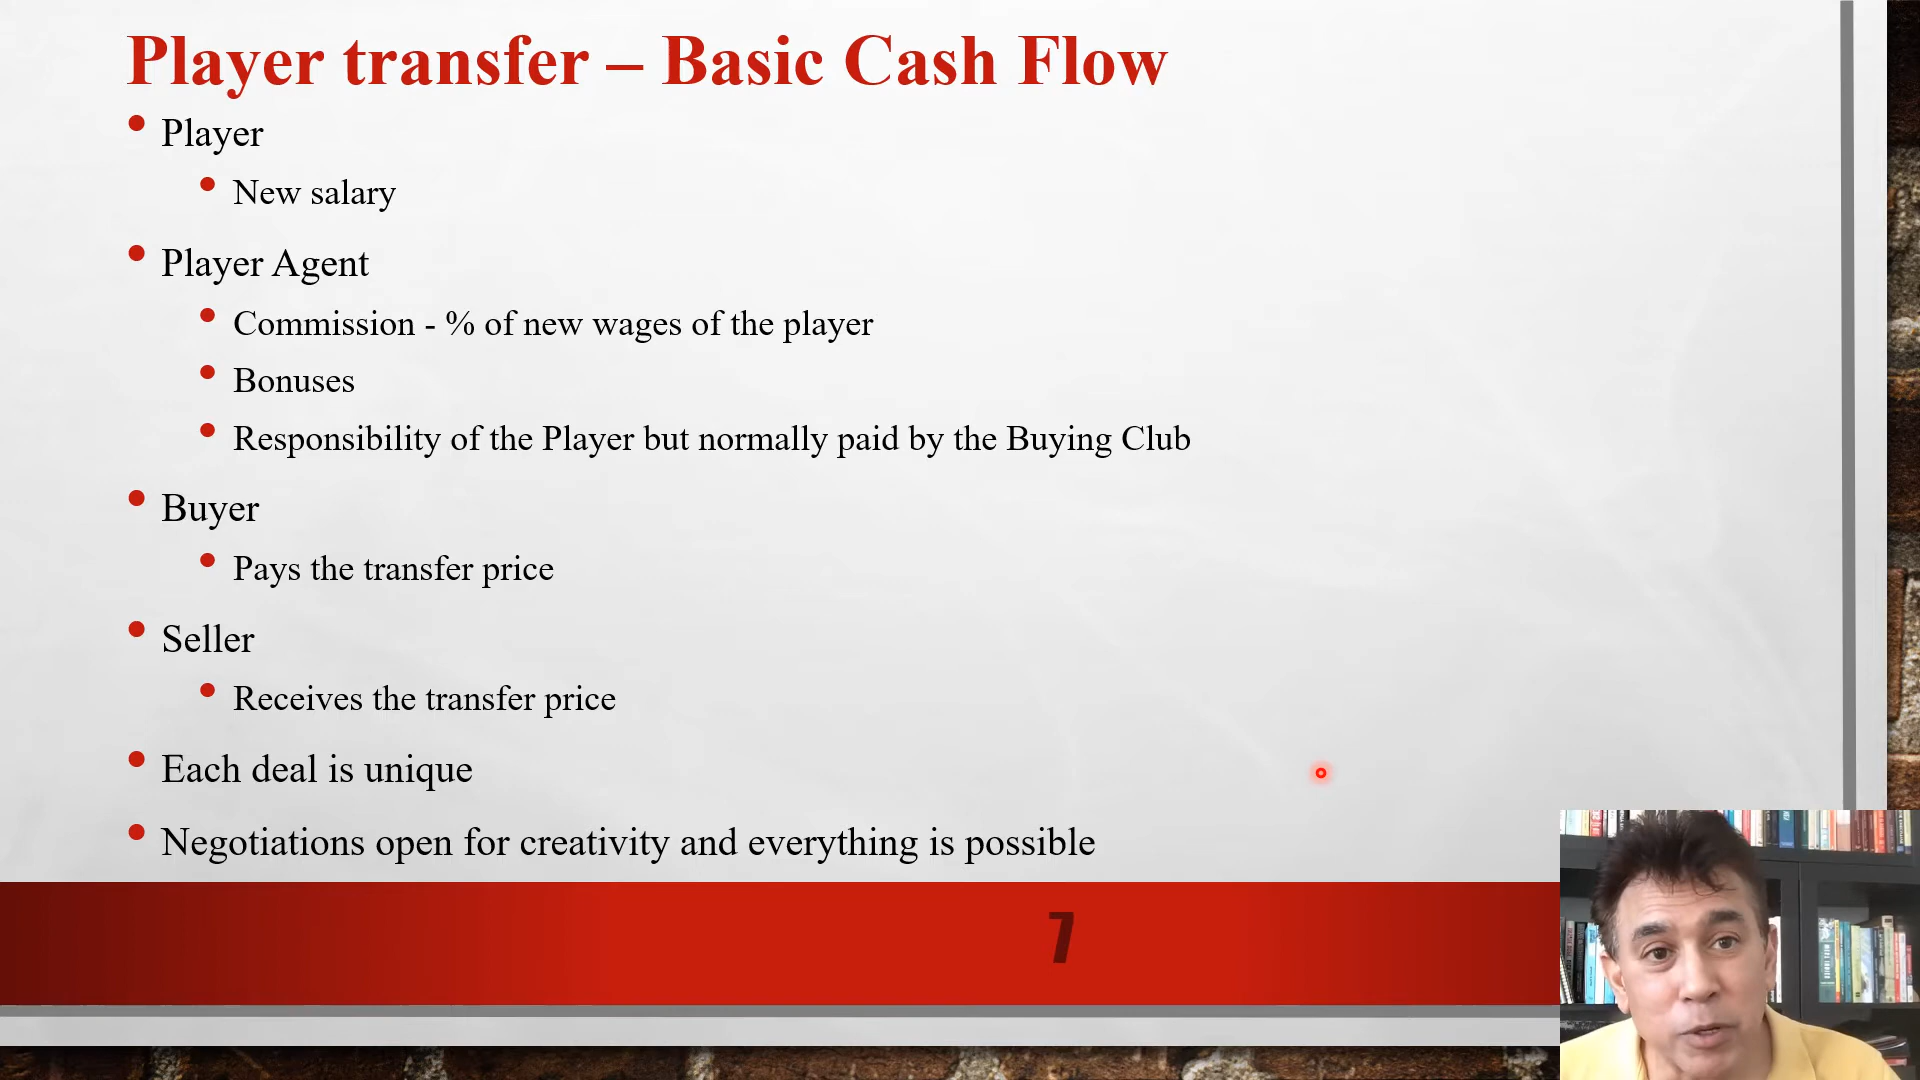 Player transfer – Basic Cash Flow
Player
New salary
Player Agent
Commission - % of new wages of the player
Bonuses
Responsibility of the Player but normally paid by the Buying Club
Buyer
Pays the transfer price
Seller
Receives the transfer price
Each deal is unique
Negotiations open for creativity and everything is possible
7